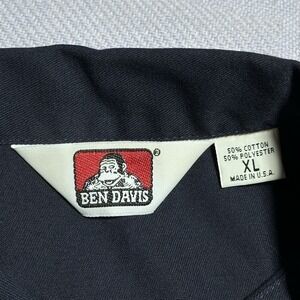 BEN DAVIS
®
50% COTTON
50% POLYESTER
XL
MADE IN U.S.A.